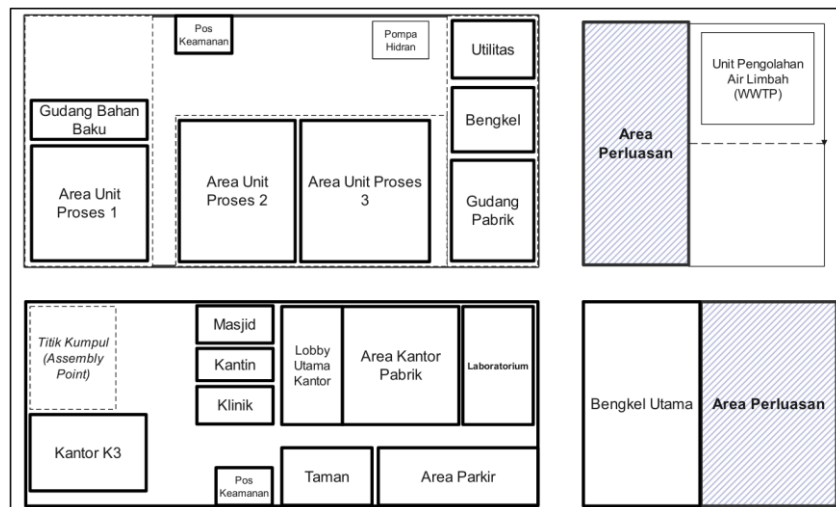 Pos
Keamanan
Pompa
Hidran
Utilitas
Gudang Bahan
Baku
Bengkel
Area Unit
Proses 1
Area Unit
Proses 2
Area Unit Proses
3
Gudang
Pabrik
Area
Perluasan
Unit Pengolahan
Air Limbah
(WWTP)
Titik Kumpul
(Assembly
Point)
Kantor K3
Masjid
Kantin
Klinik
Pos
Keamanan
Lobby
Utama
Kantor
Area Kantor
Pabrik
Laboratorium
Taman
Area Parkir
Bengkel Utama
Area Perluasan